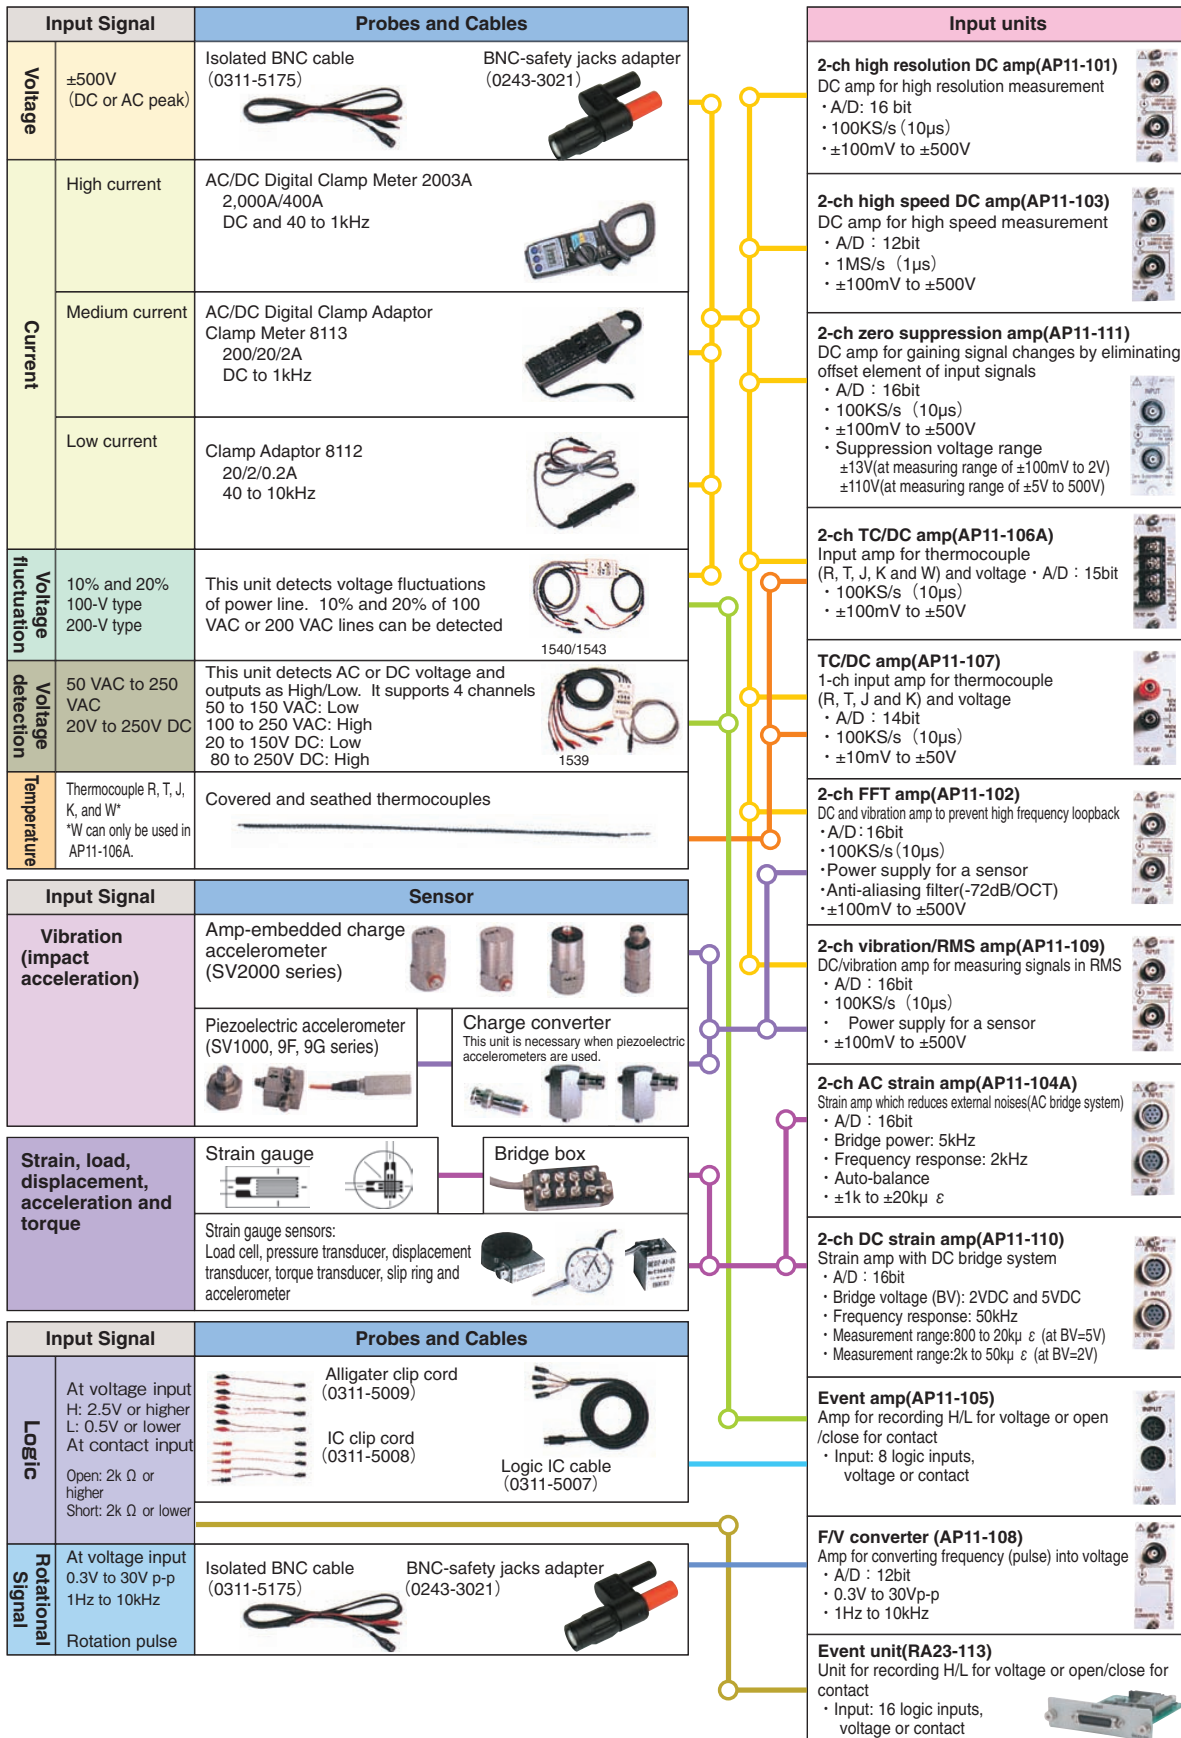 Input Signal
Probes and Cables
Voltage
±500V
(DC or AC peak)
Isolated BNC cable
(0311-5175)
BNC-safety jacks adapter
(0243-3021)
Current
High current
AC/DC Digital Clamp Meter 2003A
2,000A/400A
DC and 40 to 1kHz
Medium current
AC/DC Digital Clamp Adaptor
Clamp Meter 8113
200/20/2A
DC to 1kHz
Low current
Clamp Adaptor 8112
20/2/0.2A
40 to 10kHz
Voltage
fluctuation
10% and 20%
100-V type
200-V type
This unit detects voltage fluctuations
of power line. 10% and 20% of 100
VAC or 200 VAC lines can be detected
1540/1543
Voltage
detection
50 VAC to 250
VAC
20V to 250V DC
This unit detects AC or DC voltage and
outputs as High/Low. It supports 4 channels
50 to 150 VAC: Low
100 to 250 VAC: High
20 to 150V DC: Low
80 to 250V DC: High
1539
Temperature
Thermocouple R, T, J,
K, and W*
*W can only be used in
AP11-106A.
Covered and seathed thermocouples
Input Signal
Sensor
Vibration
(impact
acceleration)
Amp-embedded charge
accelerometer
(SV2000 series)
Piezoelectric accelerometer
(SV1000, 9F, 9G series)
Charge converter
This unit is necessary when piezoelectric
accelerometers are used.
Strain, load,
displacement,
acceleration and
torque
Strain gauge
Bridge box
Strain gauge sensors:
Load cell, pressure transducer, displacement
transducer, torque transducer, slip ring and
accelerometer
Input Signal
Probes and Cables
Logic
At voltage input
H: 2.5V or higher
L: 0.5V or lower
At contact input
Open: 2k Ω or
higher
Short: 2k Ω or lower
Alligater clip cord
(0311-5009)
IC clip cord
(0311-5008)
Logic IC cable
(0311-5007)
Rotational
Signal
At voltage input
0.3V to 30V p-p
1Hz to 10kHz
Rotation pulse
Isolated BNC cable
(0311-5175)
BNC-safety jacks adapter
(0243-3021)
Input units
2-ch high resolution DC amp(AP11-101)
DC amp for high resolution measurement
・A/D: 16 bit
・100KS/s (10μs)
・±100mV to ±500V
2-ch high speed DC amp(AP11-103)
DC amp for high speed measurement
・A/D：12bit
・1MS/s (1μs)
・±100mV to ±500V
2-ch zero suppression amp(AP11-111)
DC amp for gaining signal changes by eliminating
offset element of input signals
・A/D：16bit
・100KS/s (10μs)
・±100mV to ±500V
・Suppression voltage range
±13V(at measuring range of ±100mV to 2V)
±110V(at measuring range of ±5V to 500V)
2-ch TC/DC amp(AP11-106A)
Input amp for thermocouple
(R, T, J, K and W) and voltage・A/D：15bit
・100KS/s (10μs)
・±100mV to ±50V
TC/DC amp(AP11-107)
1-ch input amp for thermocouple
(R, T, J and K) and voltage
・A/D：14bit
・100KS/s (10μs)
・±10mV to ±50V
2-ch FFT amp(AP11-102)
DC and vibration amp to prevent high frequency loopback
・A/D:16bit
・100KS/s(10μs)
・Power supply for a sensor
・Anti-aliasing filter(-72dB/OCT)
・±100mV to ±500V
2-ch vibration/RMS amp(AP11-109)
DC/vibration amp for measuring signals in RMS
・A/D：16bit
・100KS/s (10μs)
・ Power supply for a sensor
・±100mV to ±500V
2-ch AC strain amp(AP11-104A)
Strain amp which reduces external noises(AC bridge system)
・A/D：16bit
・Bridge power: 5kHz
・Frequency response: 2kHz
・Auto-balance
・±1k to ±20kμ ε
2-ch DC strain amp(AP11-110)
Strain amp with DC bridge system
・A/D：16bit
・Bridge voltage (BV): 2VDC and 5VDC
・Frequency response: 50kHz
・Measurement range:800 to 20kμ ε (at BV=5V)
・Measurement range:2k to 50kμ ε (at BV=2V)
Event amp(AP11-105)
Amp for recording H/L for voltage or open
/close for contact
・Input: 8 logic inputs,
voltage or contact
F/V converter (AP11-108)
Amp for converting frequency (pulse) into voltage
・A/D：12bit
・0.3V to 30Vp-p
・1Hz to 10kHz
Event unit(RA23-113)
Unit for recording H/L for voltage or open/close for
contact
・Input: 16 logic inputs,
voltage or contact